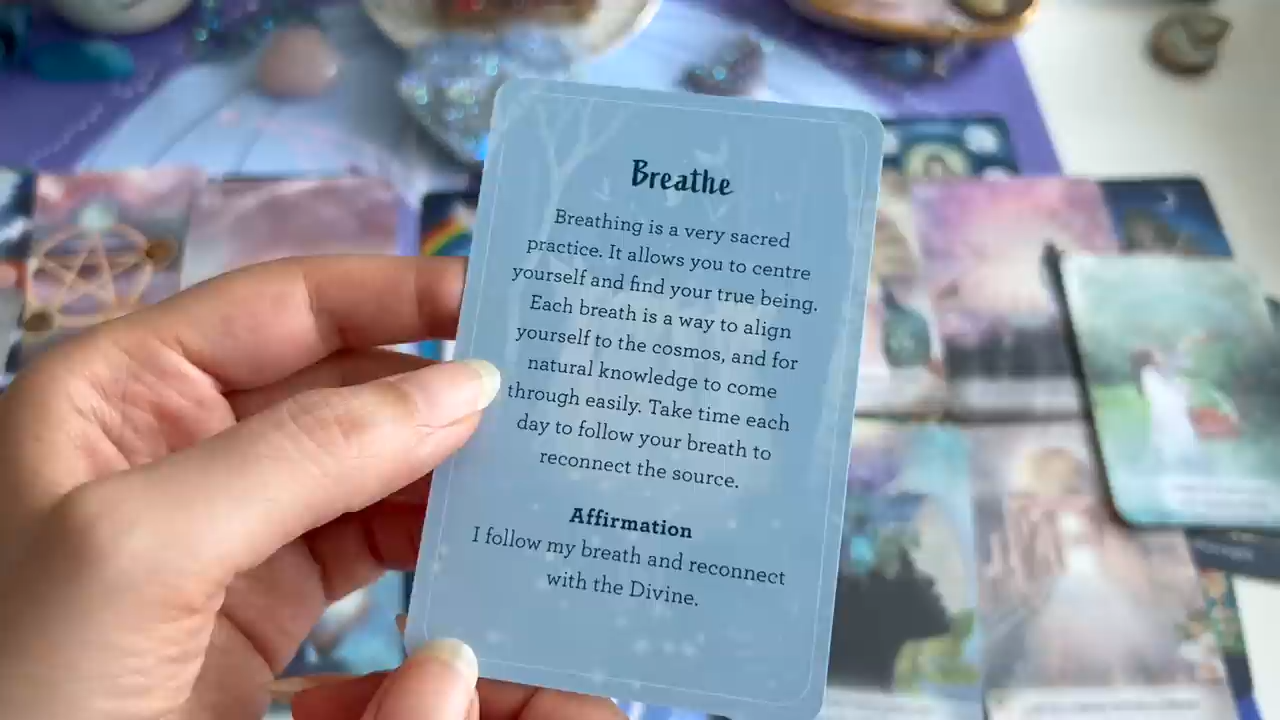 Breathe
Breathing is a very sacred
practice. It allows you to centre
yourself and find your true being.
Each breath is a way to align
yourself to the cosmos, and for
natural knowledge to come
through easily. Take time each
day to follow your breath to
reconnect the source.
Affirmation
I follow my breath and reconnect
with the Divine.